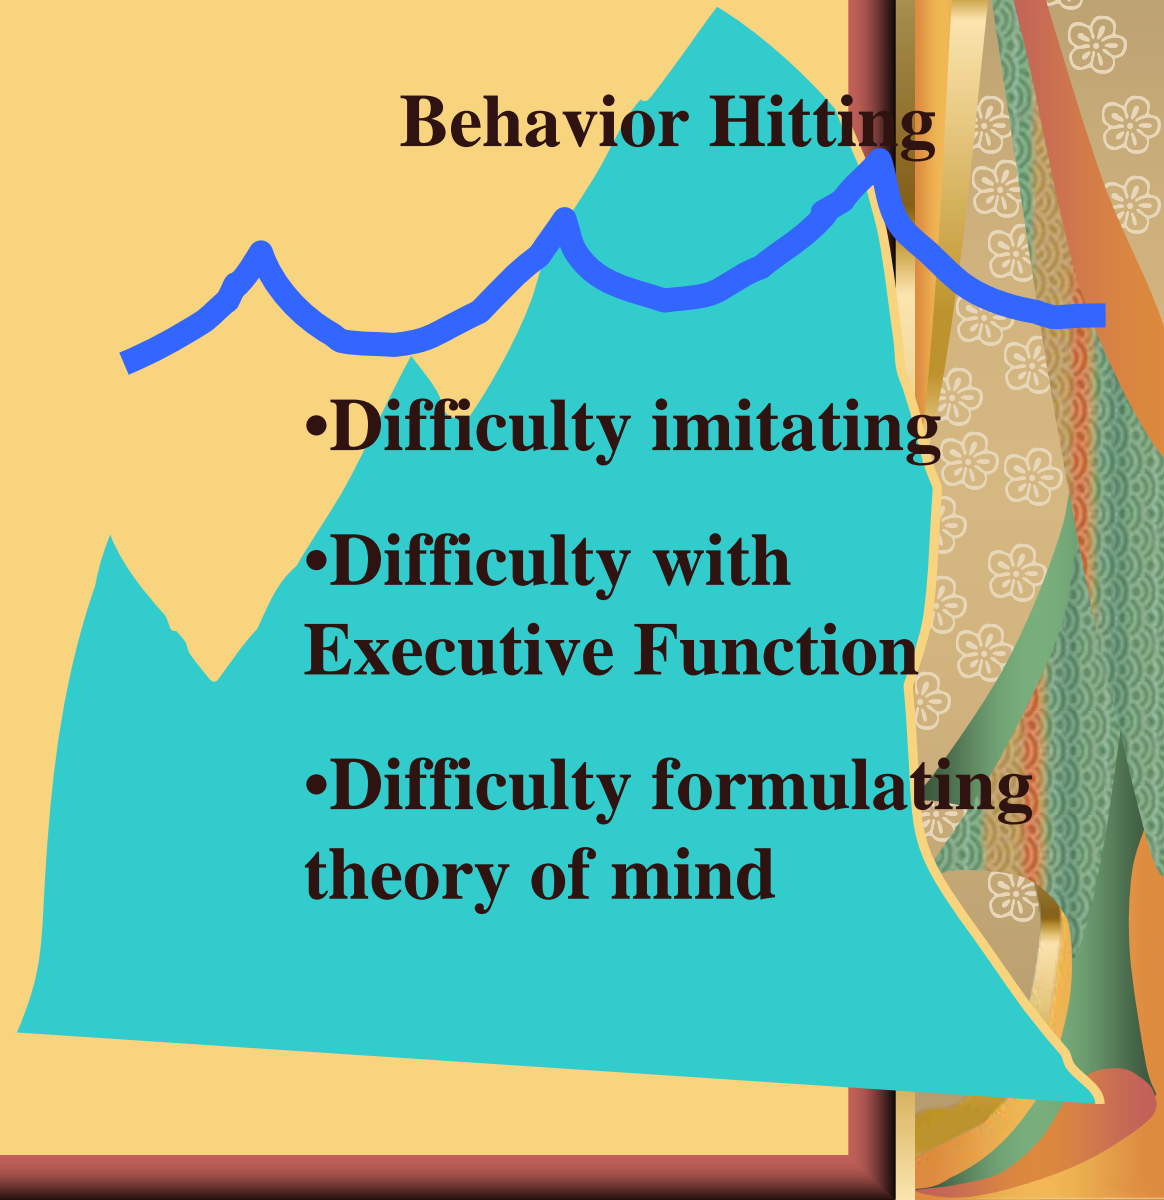 Behavior Hitting
•Difficulty imitating
•Difficulty with
Executive Function
•Difficulty formulating
theory of mind